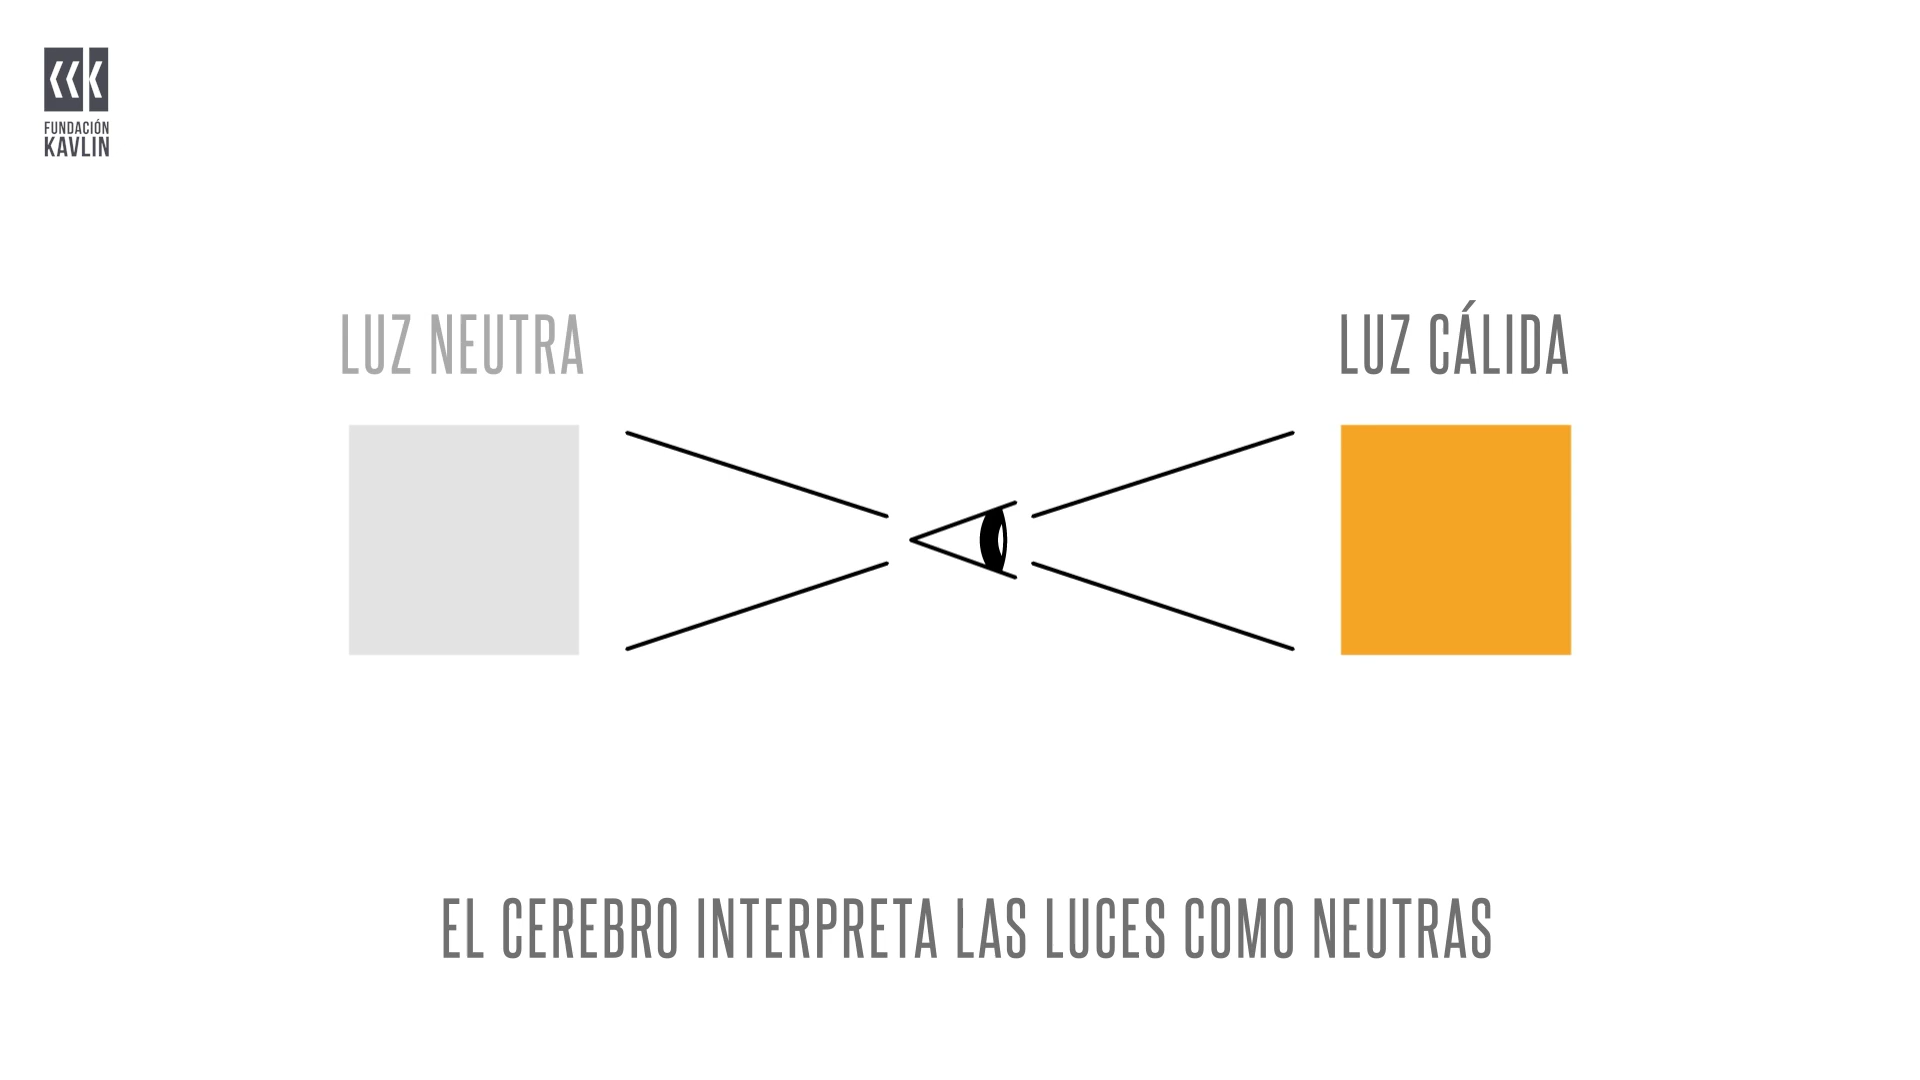 FUNDACIÓN
KAVLIN
LUZ NEUTRA
LUZ CÁLIDA
EL CEREBRO INTERPRETA LAS LUCES COMO NEUTRAS